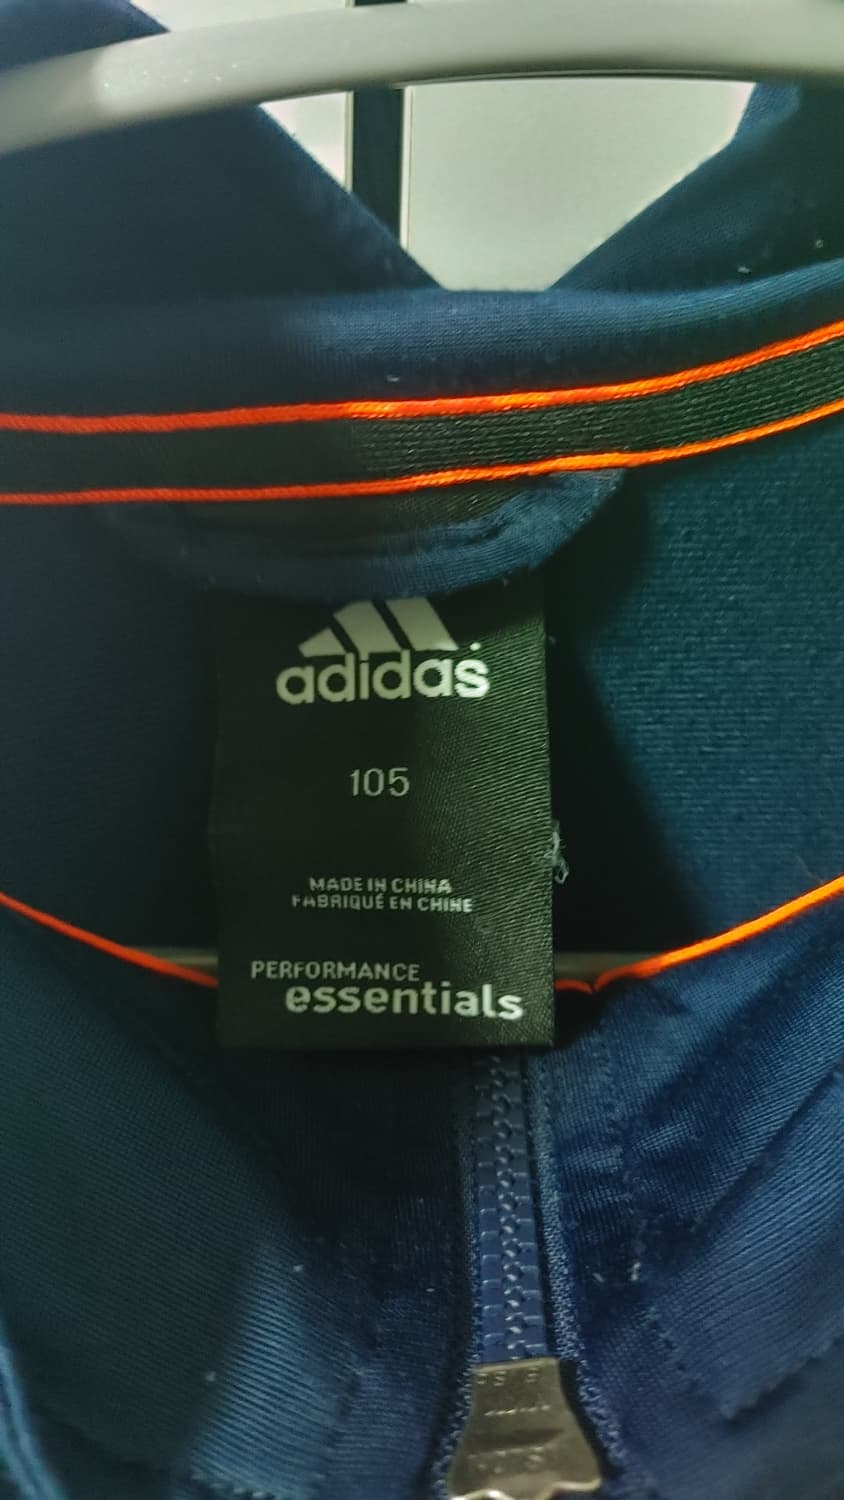 adidas
105
MADE IN CHINA
FABRIQUÉ EN CHINE
PERFORMANCE
essentials